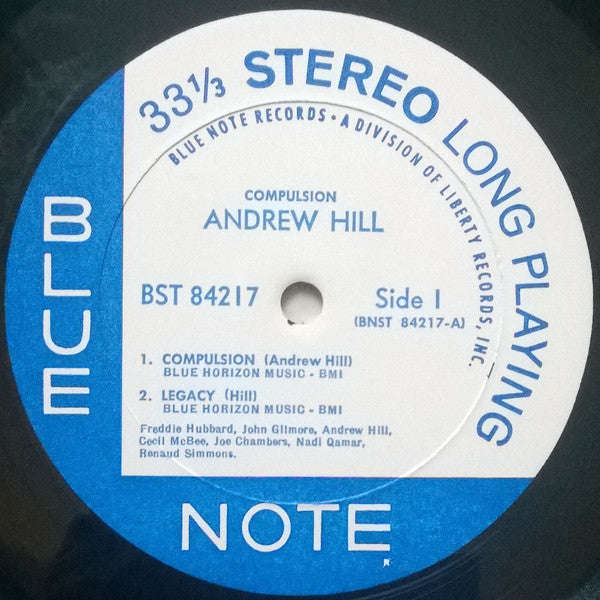 33⅓ STEREO LONG PLAYING
BLUE NOTE RECORDS • A DIVISION OF LIBERTY RECORDS, INC.
COMPULSION
ANDREW HILL
BST 84217
Side 1
(BNST 84217-A)
1. COMPULSION (Andrew Hill)
BLUE HORIZON MUSIC - BMI
2. LEGACY (Hill)
BLUE HORIZON MUSIC - BMI
Freddie Hubbard, John Gilmore, Andrew Hill,
Cecil McBee, Joe Chambers, Nadi Qamar,
Renaud Simmons.
BLUE
NOTE
R